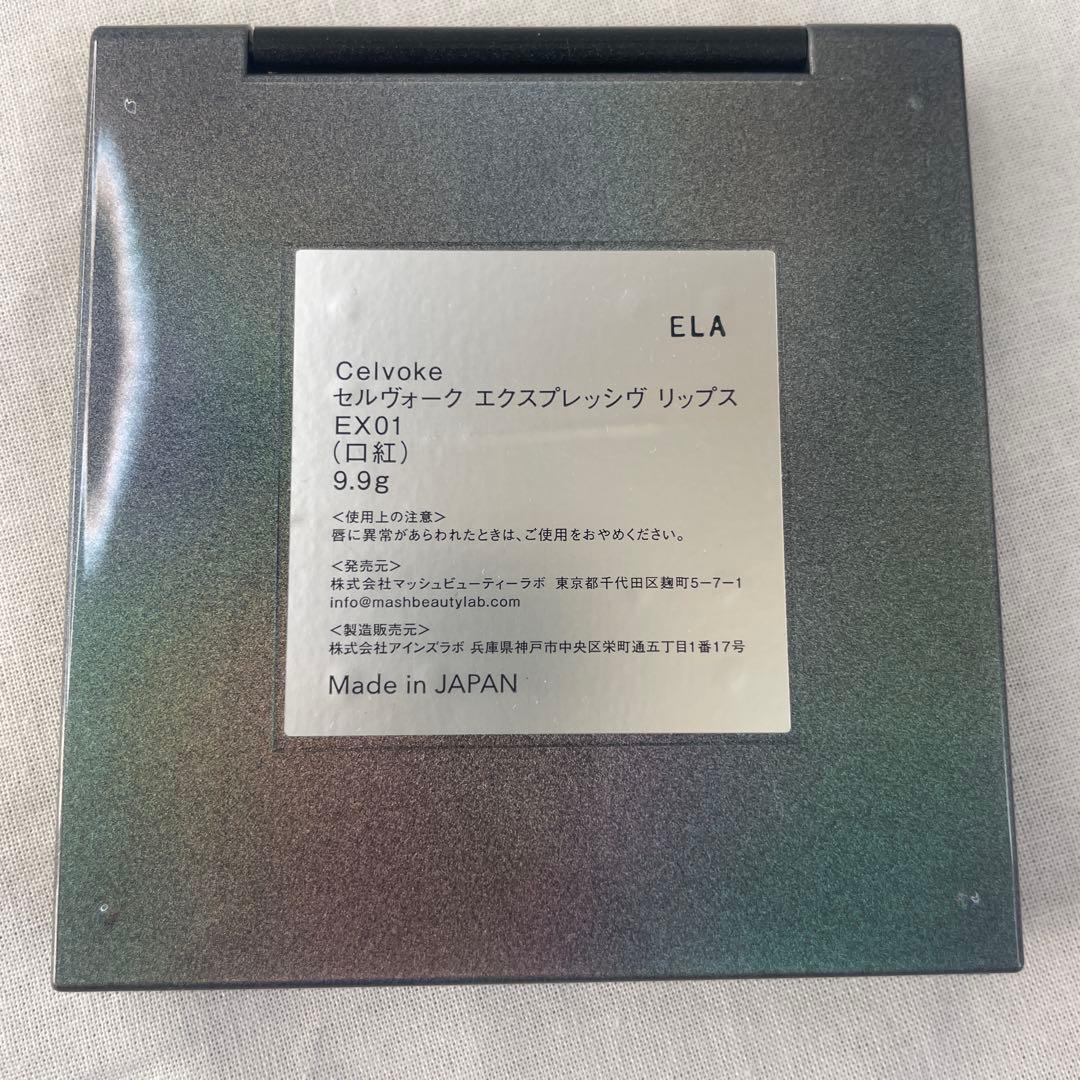 ELA
Celvoke
セルヴォーク エクスプレッシヴ リップス
EX01
(口紅)
9.9g
<使用上の注意>
唇に異常があらわれたときは、ご使用をおやめください。
<発売元>
株式会社マッシュビューティーラボ 東京都千代田区麹町5-7-1
info@mashbeautylab.com
<製造販売元>
株式会社アインズラボ 兵庫県神戸市中央区栄町通五丁目1番17号
Made in JAPAN